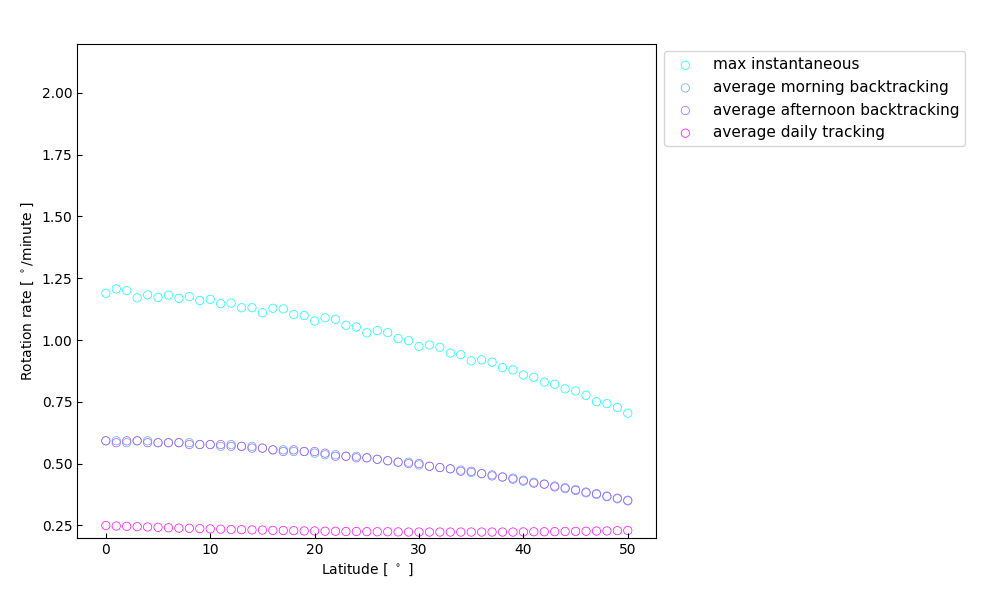 max instantaneous
average morning backtracking
average afternoon backtracking
average daily tracking
2.00
1.75
1.50
1.25
1.00
0.75
0.50
0.25
Rotation rate [ °/minute ]
0 10 20 30 40 50
Latitude [ ° ]